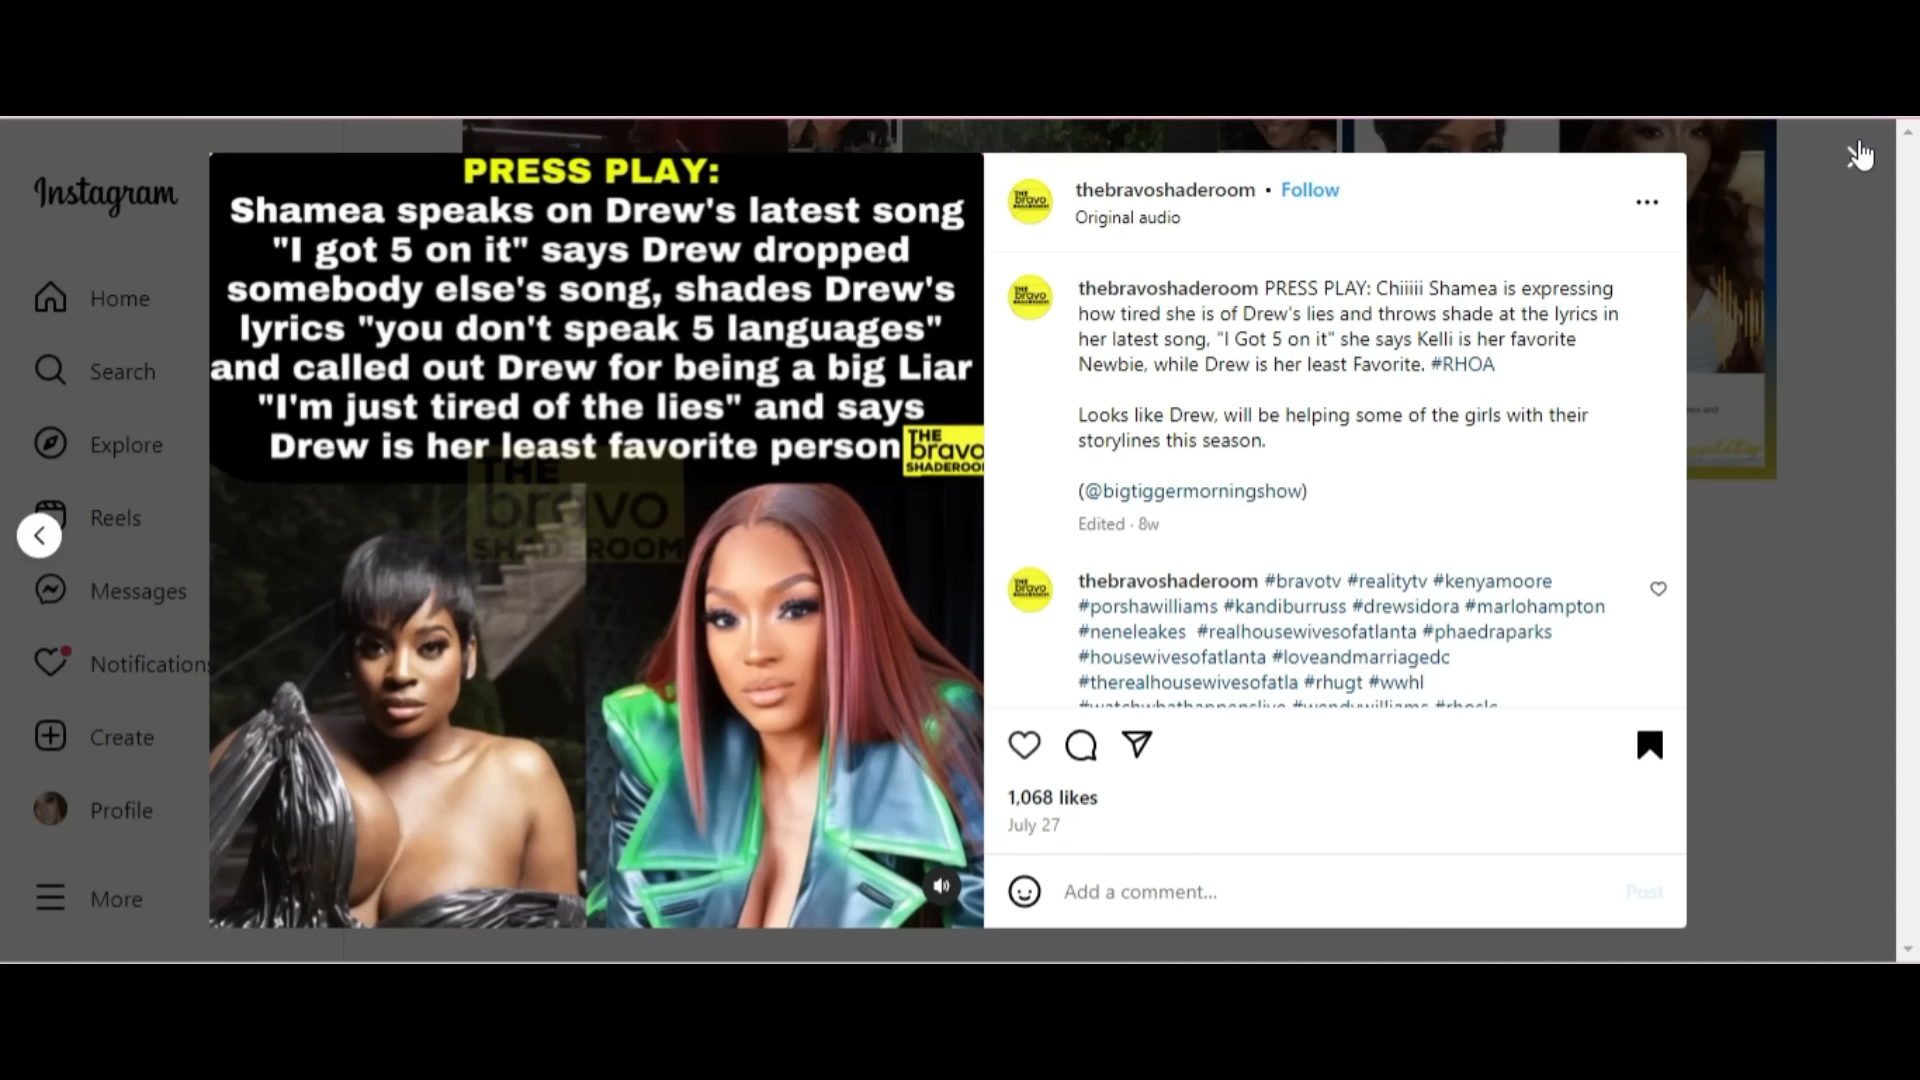 Instagram
Home
Search
Explore
Reels
Messages
Notifications
Create
Profile
More
PRESS PLAY:
Shamea speaks on Drew's latest song
"I got 5 on it" says Drew dropped
somebody else's song, shades Drew's
lyrics "you don't speak 5 languages"
and called out Drew for being a big Liar
"I'm just tired of the lies" and says
Drew is her least favorite person
THE
bravo
SHADEROOM
THE
bravo
SHADEROOM
thebravoshaderoom • Follow
Original audio
thebravoshaderoom PRESS PLAY: Chiiiii Shamea is expressing
how tired she is of Drew's lies and throws shade at the lyrics in
her latest song, "I Got 5 on it" she says Kelli is her favorite
Newbie, while Drew is her least Favorite. #RHOA
Looks like Drew, will be helping some of the girls with their
storylines this season.
(@bigtiggermorningshow)
Edited · 8w
thebravoshaderoom #bravotv #realitytv #kenyamoore
#porshawilliams #kandiburruss #drewsidora #marlohampton
#neneleakes #realhousewivesofatlanta #phaedraparks
#housewivesofatlanta #loveandmarriagedc
#therealhousewivesofatla #rhugt #wwhl
#watchwhathappenslive #wendywilliams #rhoslc
1,068 likes
July 27
Add a comment...
Post